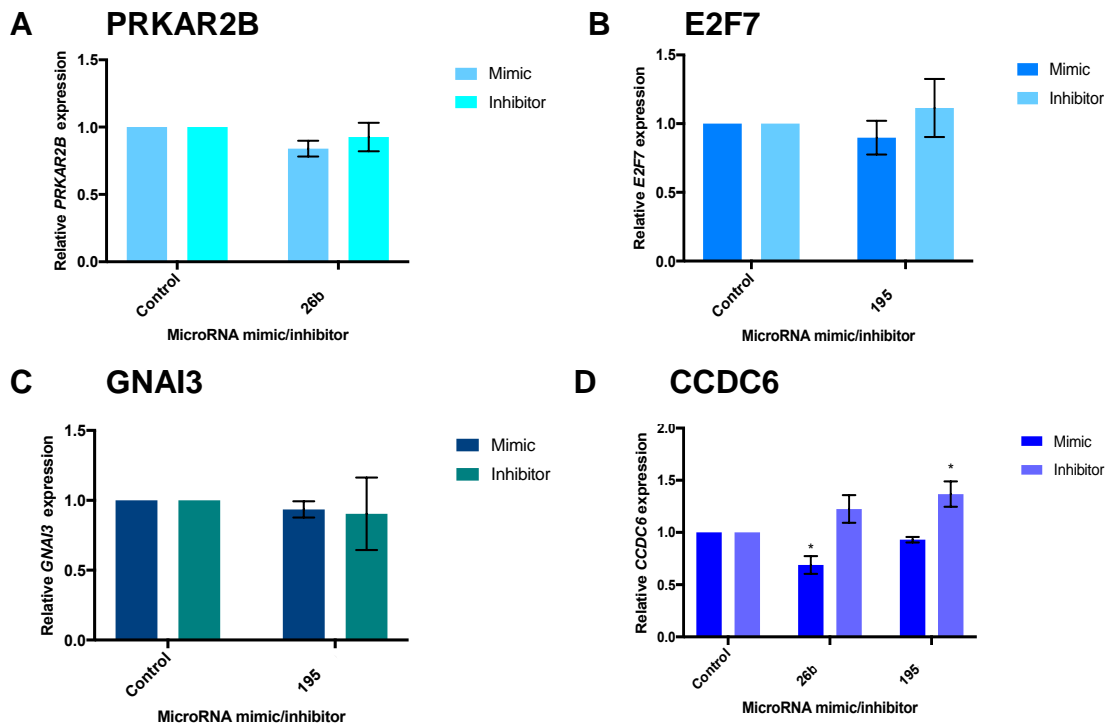 A PRKAR2B
1.5
1.0
0.5
0.0
Relative PRKAR2B expression
Control
26b
MicroRNA mimic/inhibitor
Mimic
Inhibitor
B E2F7
1.5
1.0
0.5
0.0
Relative E2F7 expression
Control
195
MicroRNA mimic/inhibitor
Mimic
Inhibitor
C GNAI3
1.5
1.0
0.5
0.0
Relative GNAI3 expression
Control
195
MicroRNA mimic/inhibitor
Mimic
Inhibitor
D CCDC6
2.0
1.5
1.0
0.5
0.0
Relative CCDC6 expression
*
*
Control
26b
195
MicroRNA mimic/inhibitor
Mimic
Inhibitor